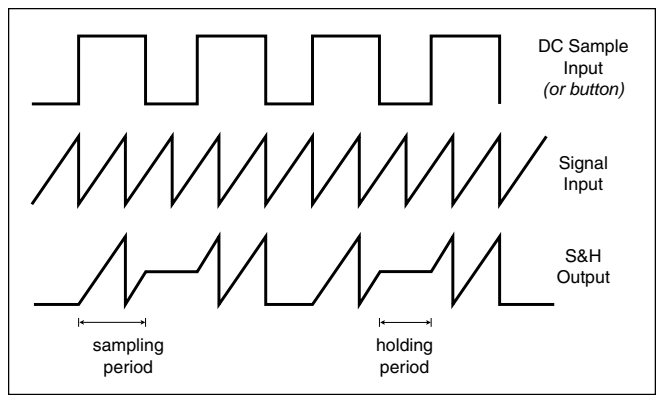 DC Sample
Input
(or button)
Signal
Input
S&H
Output
sampling
period
holding
period